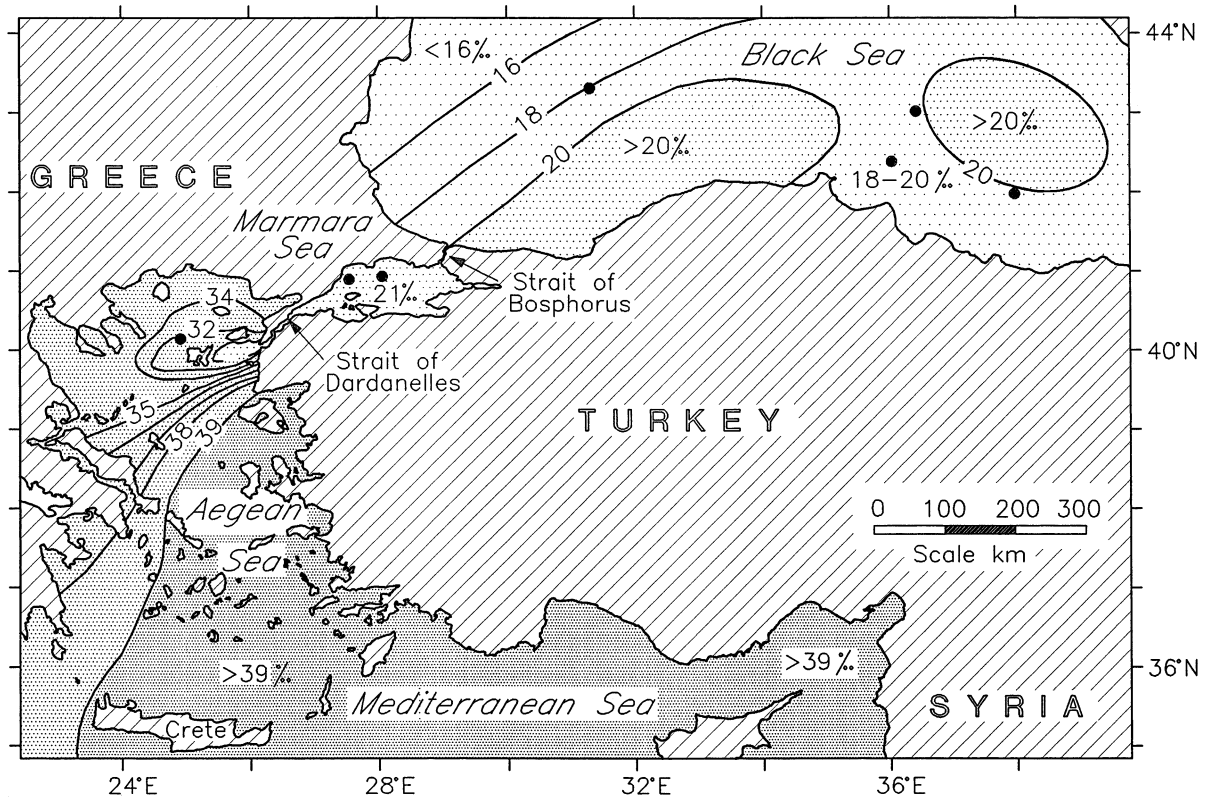 44°N
Black Sea
<16‰
16
18
20
>20‰
>20‰
20
18–20‰
GREECE
Marmara
Sea
Strait of
Bosphorus
21‰
34
32
40°N
Strait of
Dardanelles
35
38
39
TURKEY
Aegean
Sea
0 100 200 300
Scale km
>39‰
>39‰
36°N
Mediterranean Sea
SYRIA
Crete
24°E 28°E 32°E 36°E